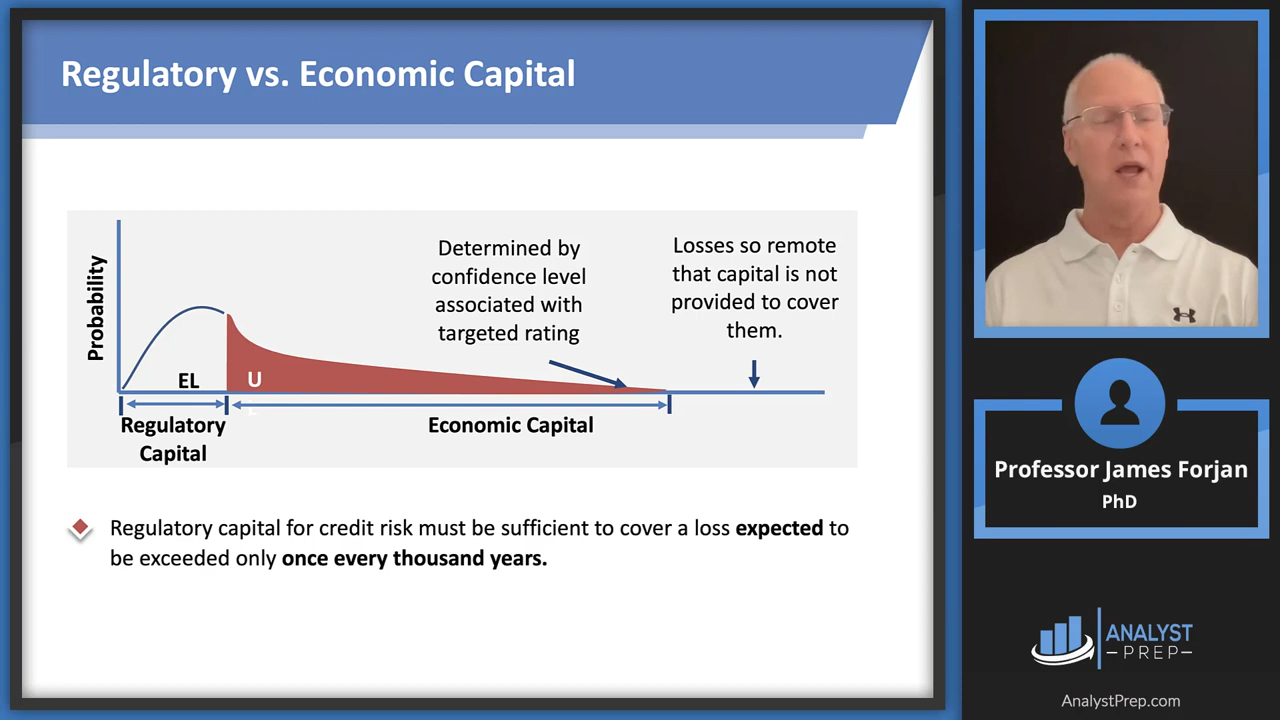 Regulatory vs. Economic Capital
Probability
Determined by
confidence level
associated with
targeted rating
Losses so remote
that capital is not
provided to cover
them.
EL
U
Regulatory
Capital
Economic Capital
Regulatory capital for credit risk must be sufficient to cover a loss expected to
be exceeded only once every thousand years.
Professor James Forjan
PhD
ANALYST
PREP
AnalystPrep.com